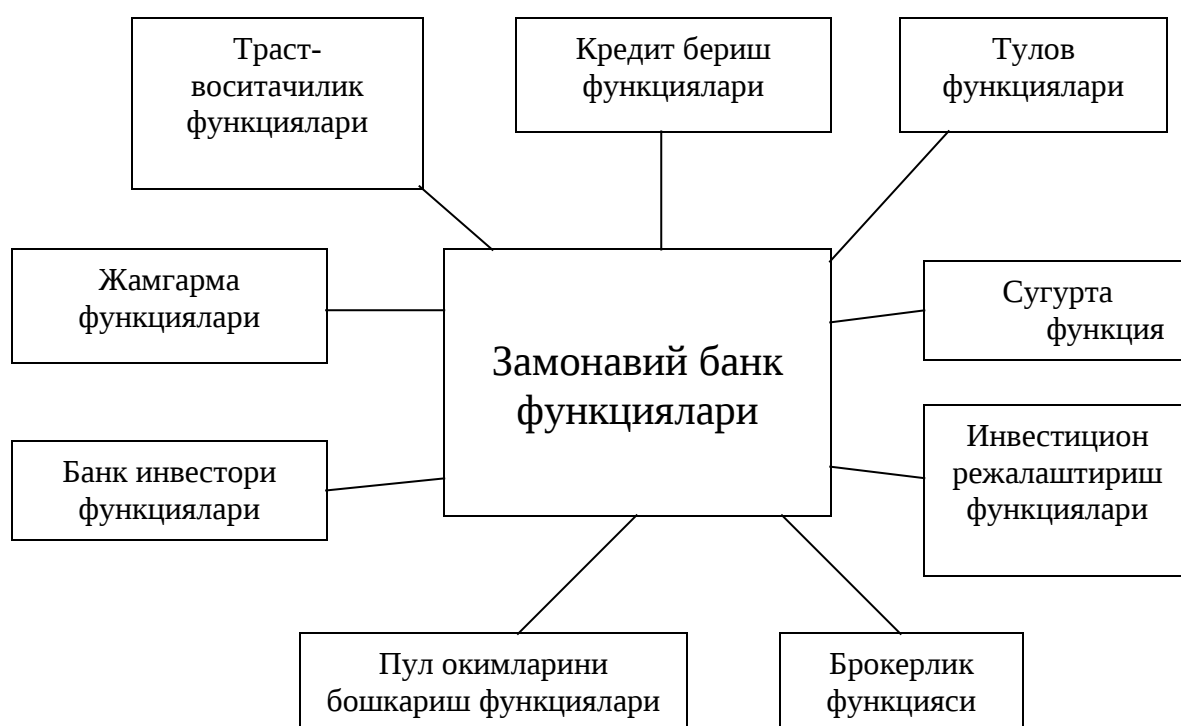 Траст-
воситачилик
функциялари
Кредит бериш
функциялари
Тулов
функциялари
Жамгарма
функциялари
Сугурта
функция
Замонавий банк
функциялари
Инвестицион
режалаштириш
функциялари
Банк инвестори
функциялари
Пул окимларини
бошкариш функциялари
Брокерлик
функцияси